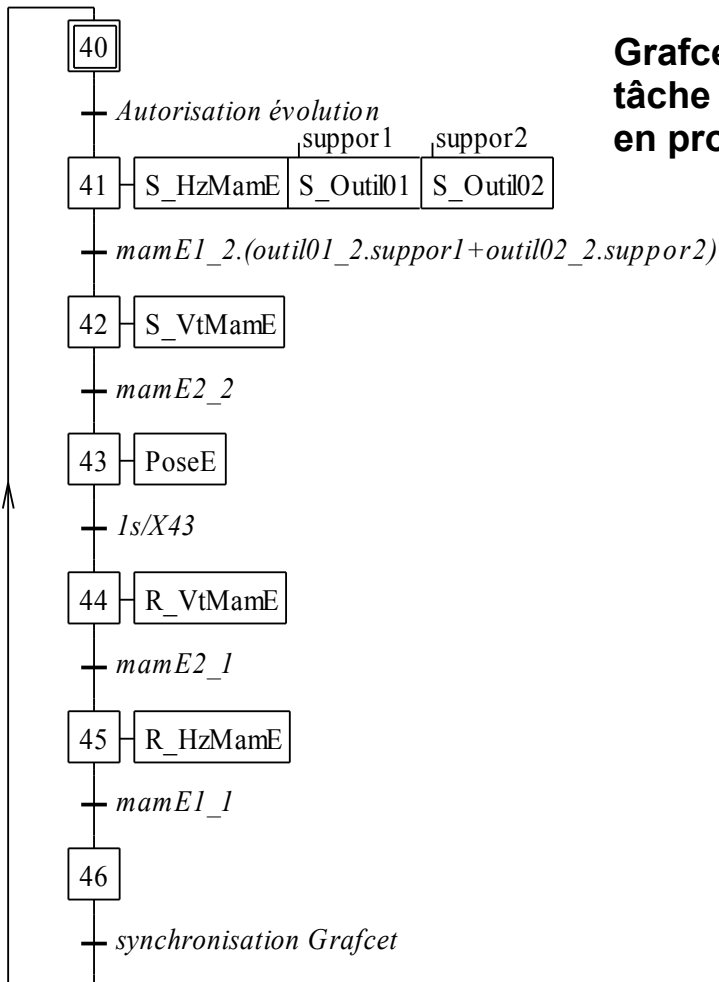 40
Grafce
tâche
en pro
Autorisation évolution
suppor1 suppor2
41 S_HzMamE S_Outil01 S_Outil02
mamE1_2.(outil01_2.suppor1+outil02_2.suppor2)
42 S_VtMamE
mamE2_2
43 PoseE
1s/X43
44 R_VtMamE
mamE2_1
45 R_HzMamE
mamE1_1
46
synchronisation Grafcet